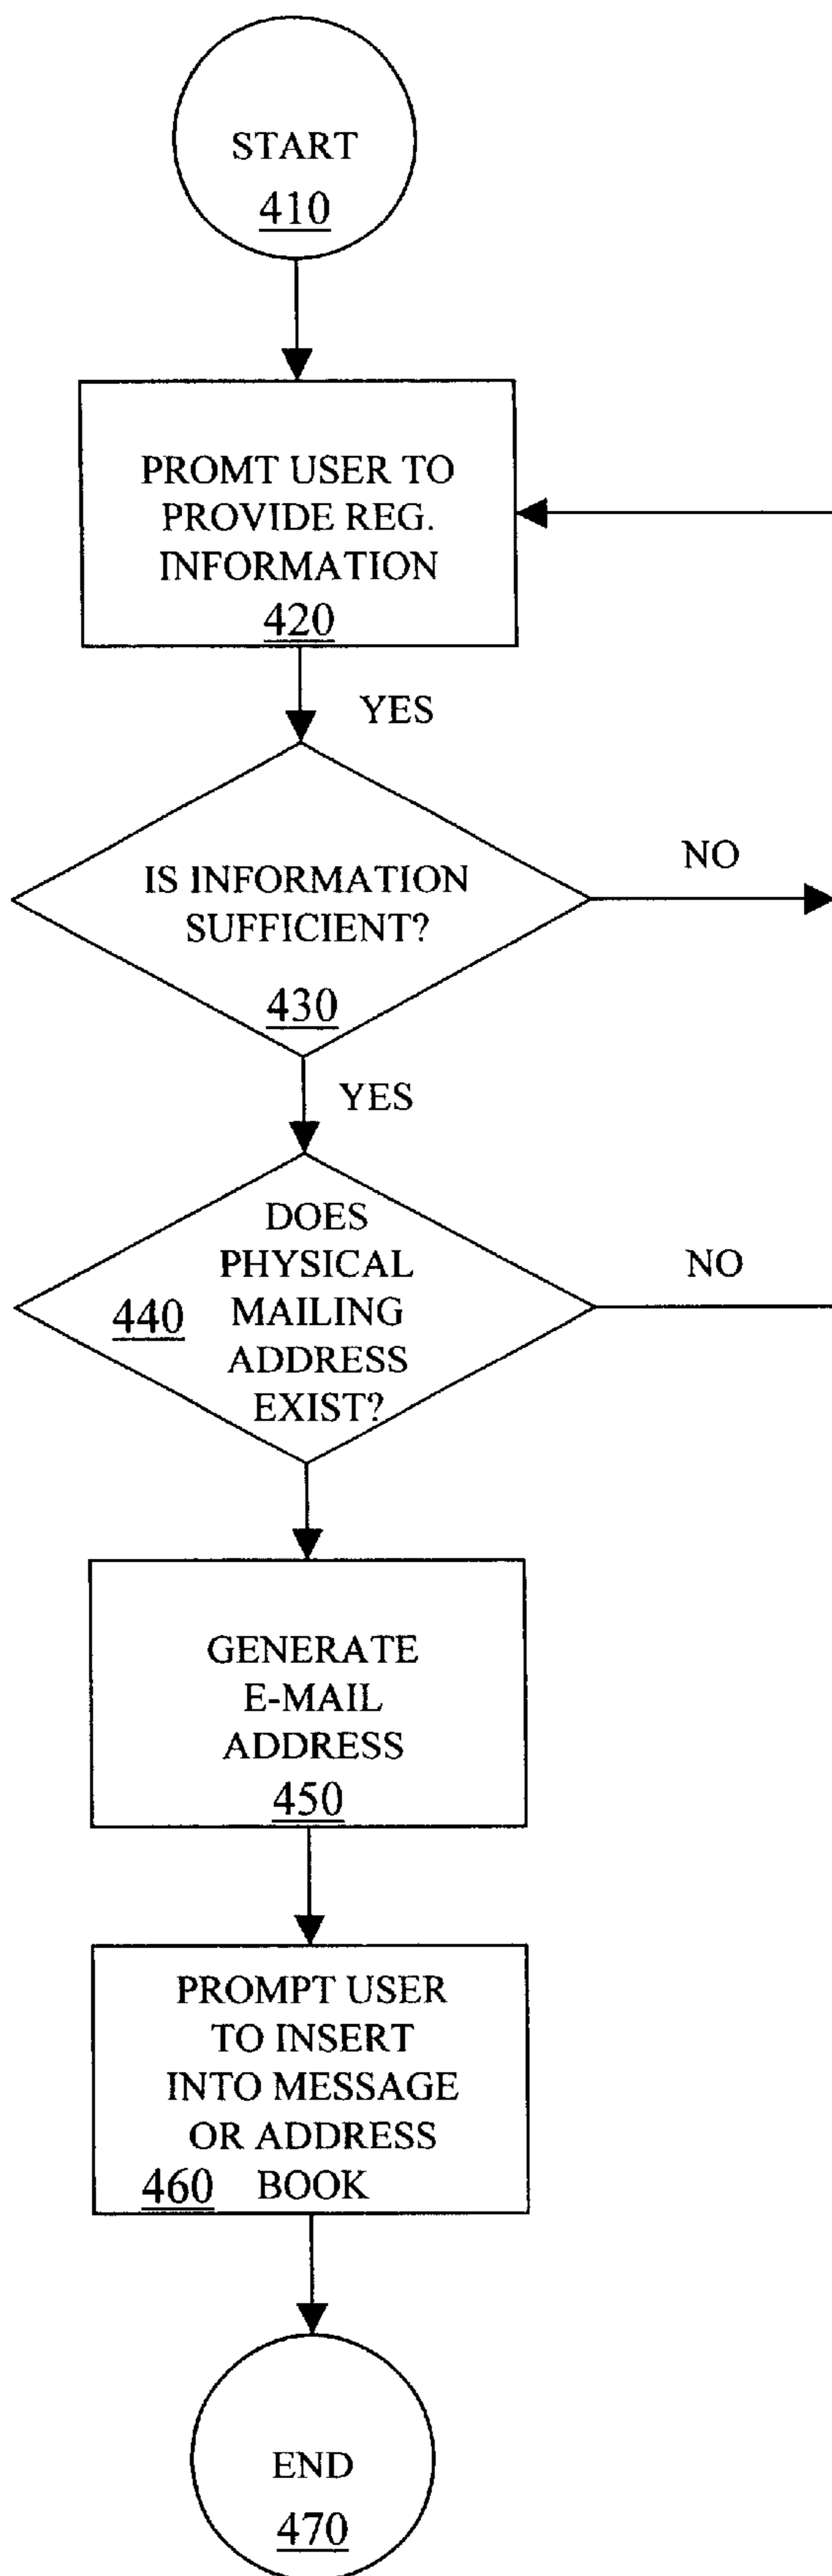 START
410
PROMT USER TO
PROVIDE REG.
INFORMATION
420
YES
IS INFORMATION
SUFFICIENT?
430
NO
YES
DOES
PHYSICAL
440 MAILING
ADDRESS
EXIST?
NO
GENERATE
E-MAIL
ADDRESS
450
PROMPT USER
TO INSERT
INTO MESSAGE
OR ADDRESS
460 BOOK
END
470